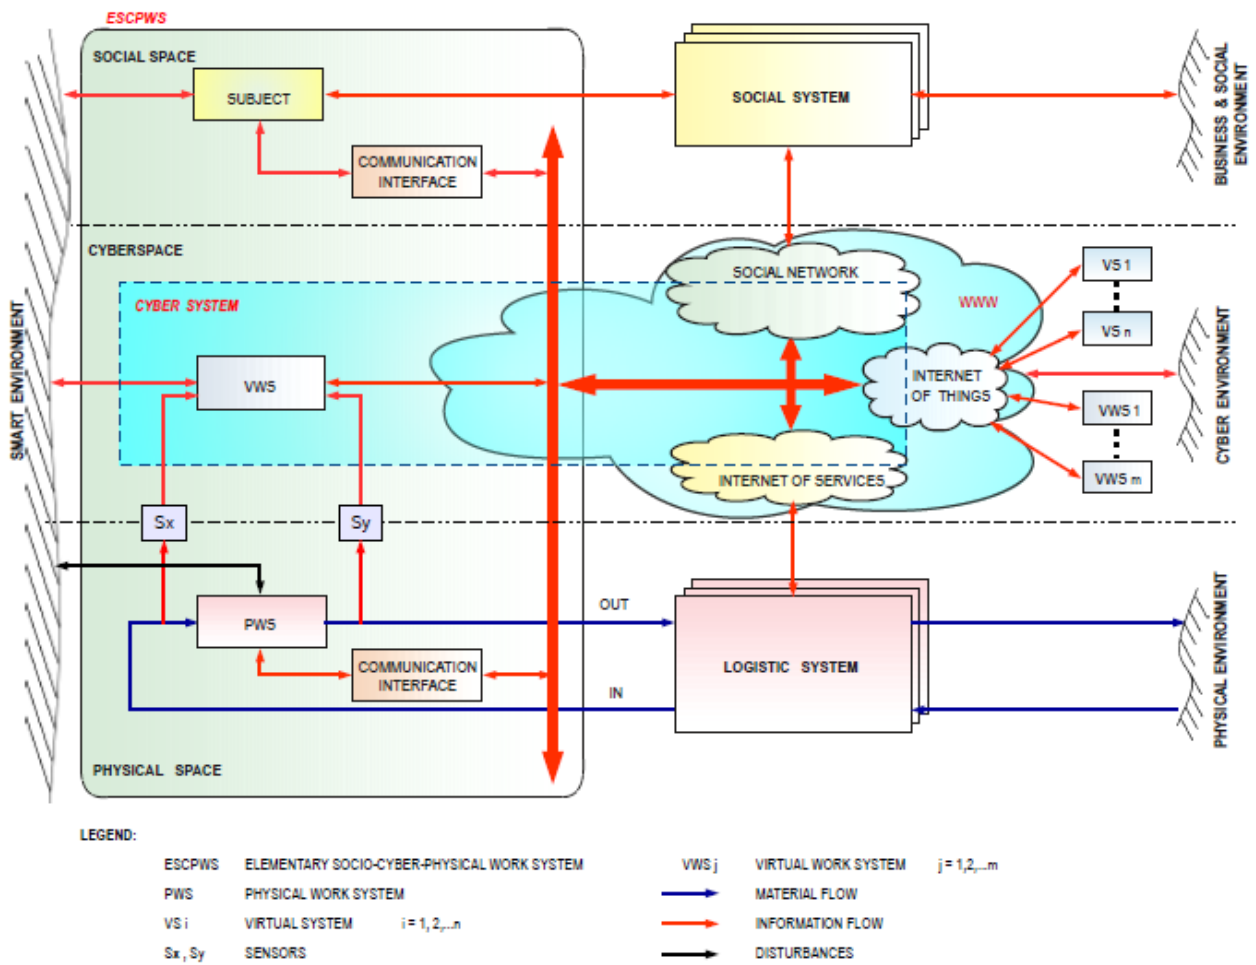 ESCPWS
SOCIAL SPACE
SUBJECT
COMMUNICATION
INTERFACE
SOCIAL SYSTEM
BUSINESS & SOCIAL
ENVIRONMENT
CYBERSPACE
CYBER SYSTEM
SOCIAL NETWORK
WWW
VS 1
VS n
SMART ENVIRONMENT
VWS
INTERNET
OF THINGS
VWS 1
VWS m
CYBER ENVIRONMENT
INTERNET OF SERVICES
Sx
Sy
PWS
OUT
COMMUNICATION
INTERFACE
IN
LOGISTIC SYSTEM
PHYSICAL ENVIRONMENT
PHYSICAL SPACE
LEGEND:
ESCPWS ELEMENTARY SOCIO-CYBER-PHYSICAL WORK SYSTEM
PWS PHYSICAL WORK SYSTEM
VS i VIRTUAL SYSTEM i = 1, 2,...n
Sx , Sy SENSORS
VWS j VIRTUAL WORK SYSTEM j = 1,2,...m
MATERIAL FLOW
INFORMATION FLOW
DISTURBANCES